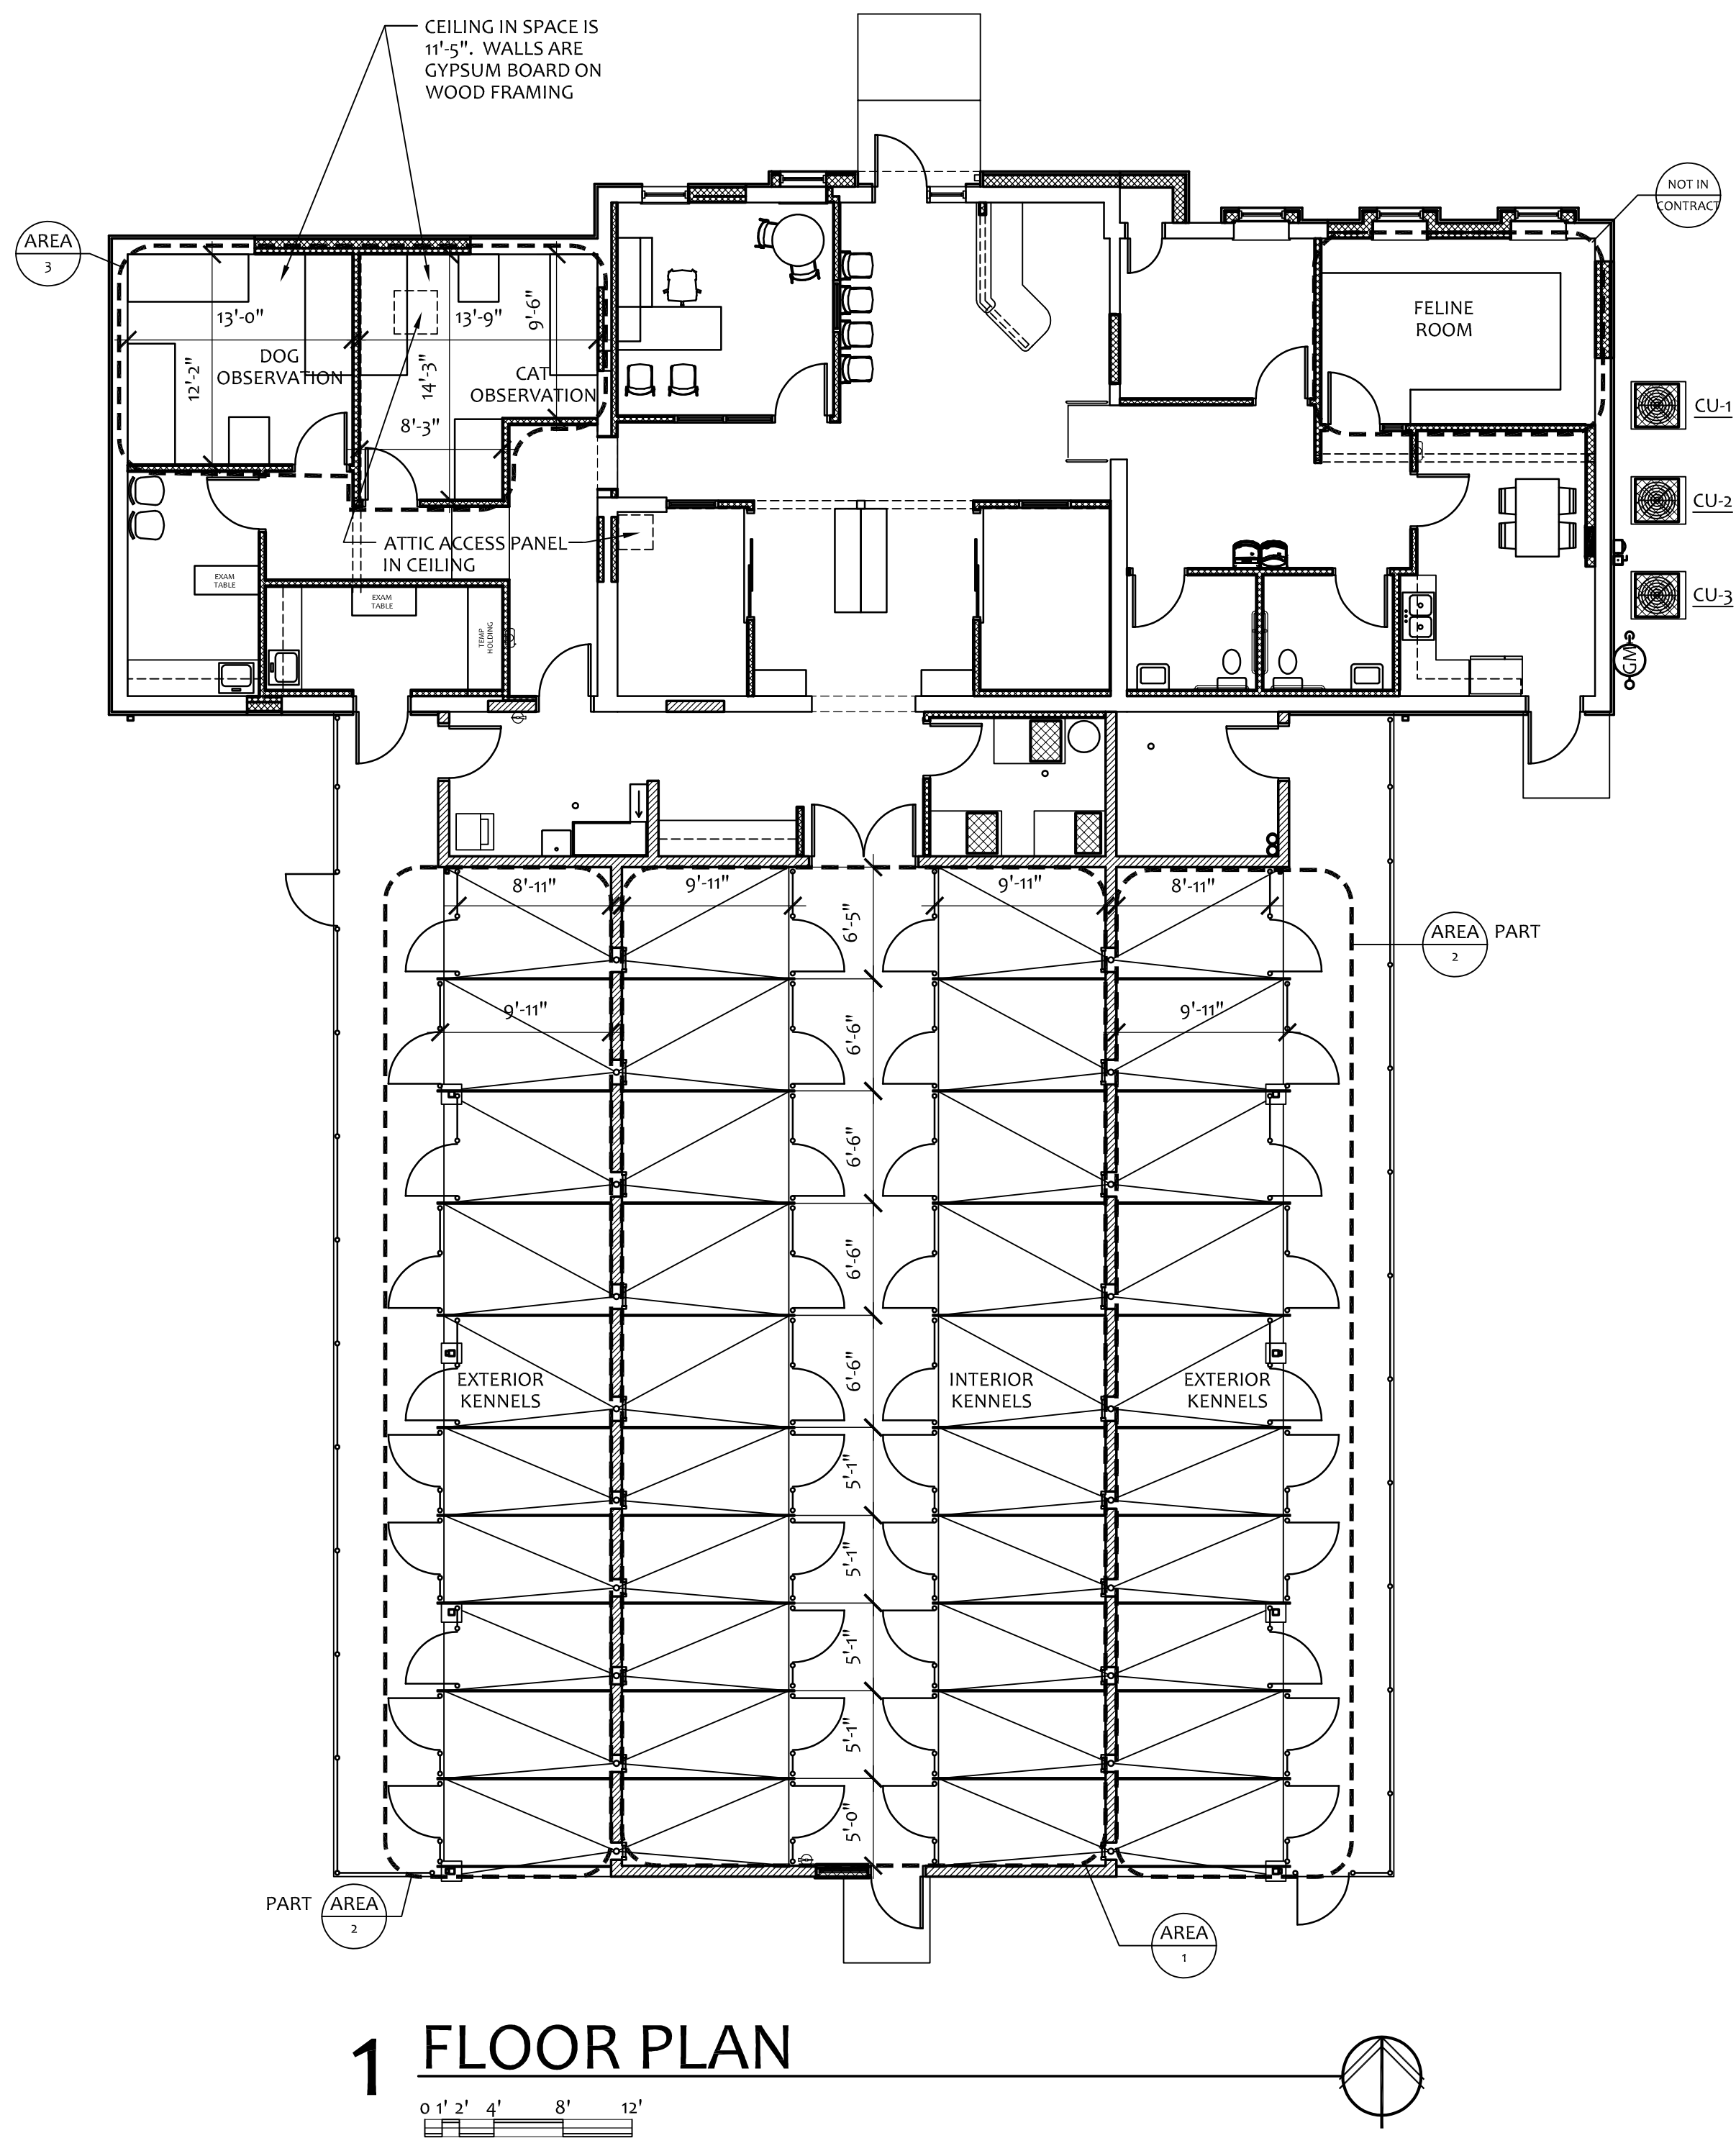 CEILING IN SPACE IS
11'-5". WALLS ARE
GYPSUM BOARD ON
WOOD FRAMING
NOT IN
CONTRACT
AREA
3
13'-0"
13'-9"
9'-6"
12'-2"
14'-3"
8'-3"
DOG
OBSERVATION
CAT
OBSERVATION
FELINE
ROOM
CU-1
CU-2
CU-3
GM
ATTIC ACCESS PANEL
IN CEILING
EXAM
TABLE
EXAM
TABLE
TEMP
HOLDING
8'-11"
9'-11"
9'-11"
8'-11"
6'-5"
AREA
2
PART
9'-11"
9'-11"
6'-6"
6'-6"
6'-6"
6'-6"
EXTERIOR
KENNELS
INTERIOR
KENNELS
EXTERIOR
KENNELS
5'-1"
5'-1"
5'-1"
5'-1"
5'-0"
PART
AREA
2
AREA
1
1
FLOOR PLAN
0 1' 2' 4' 8' 12'